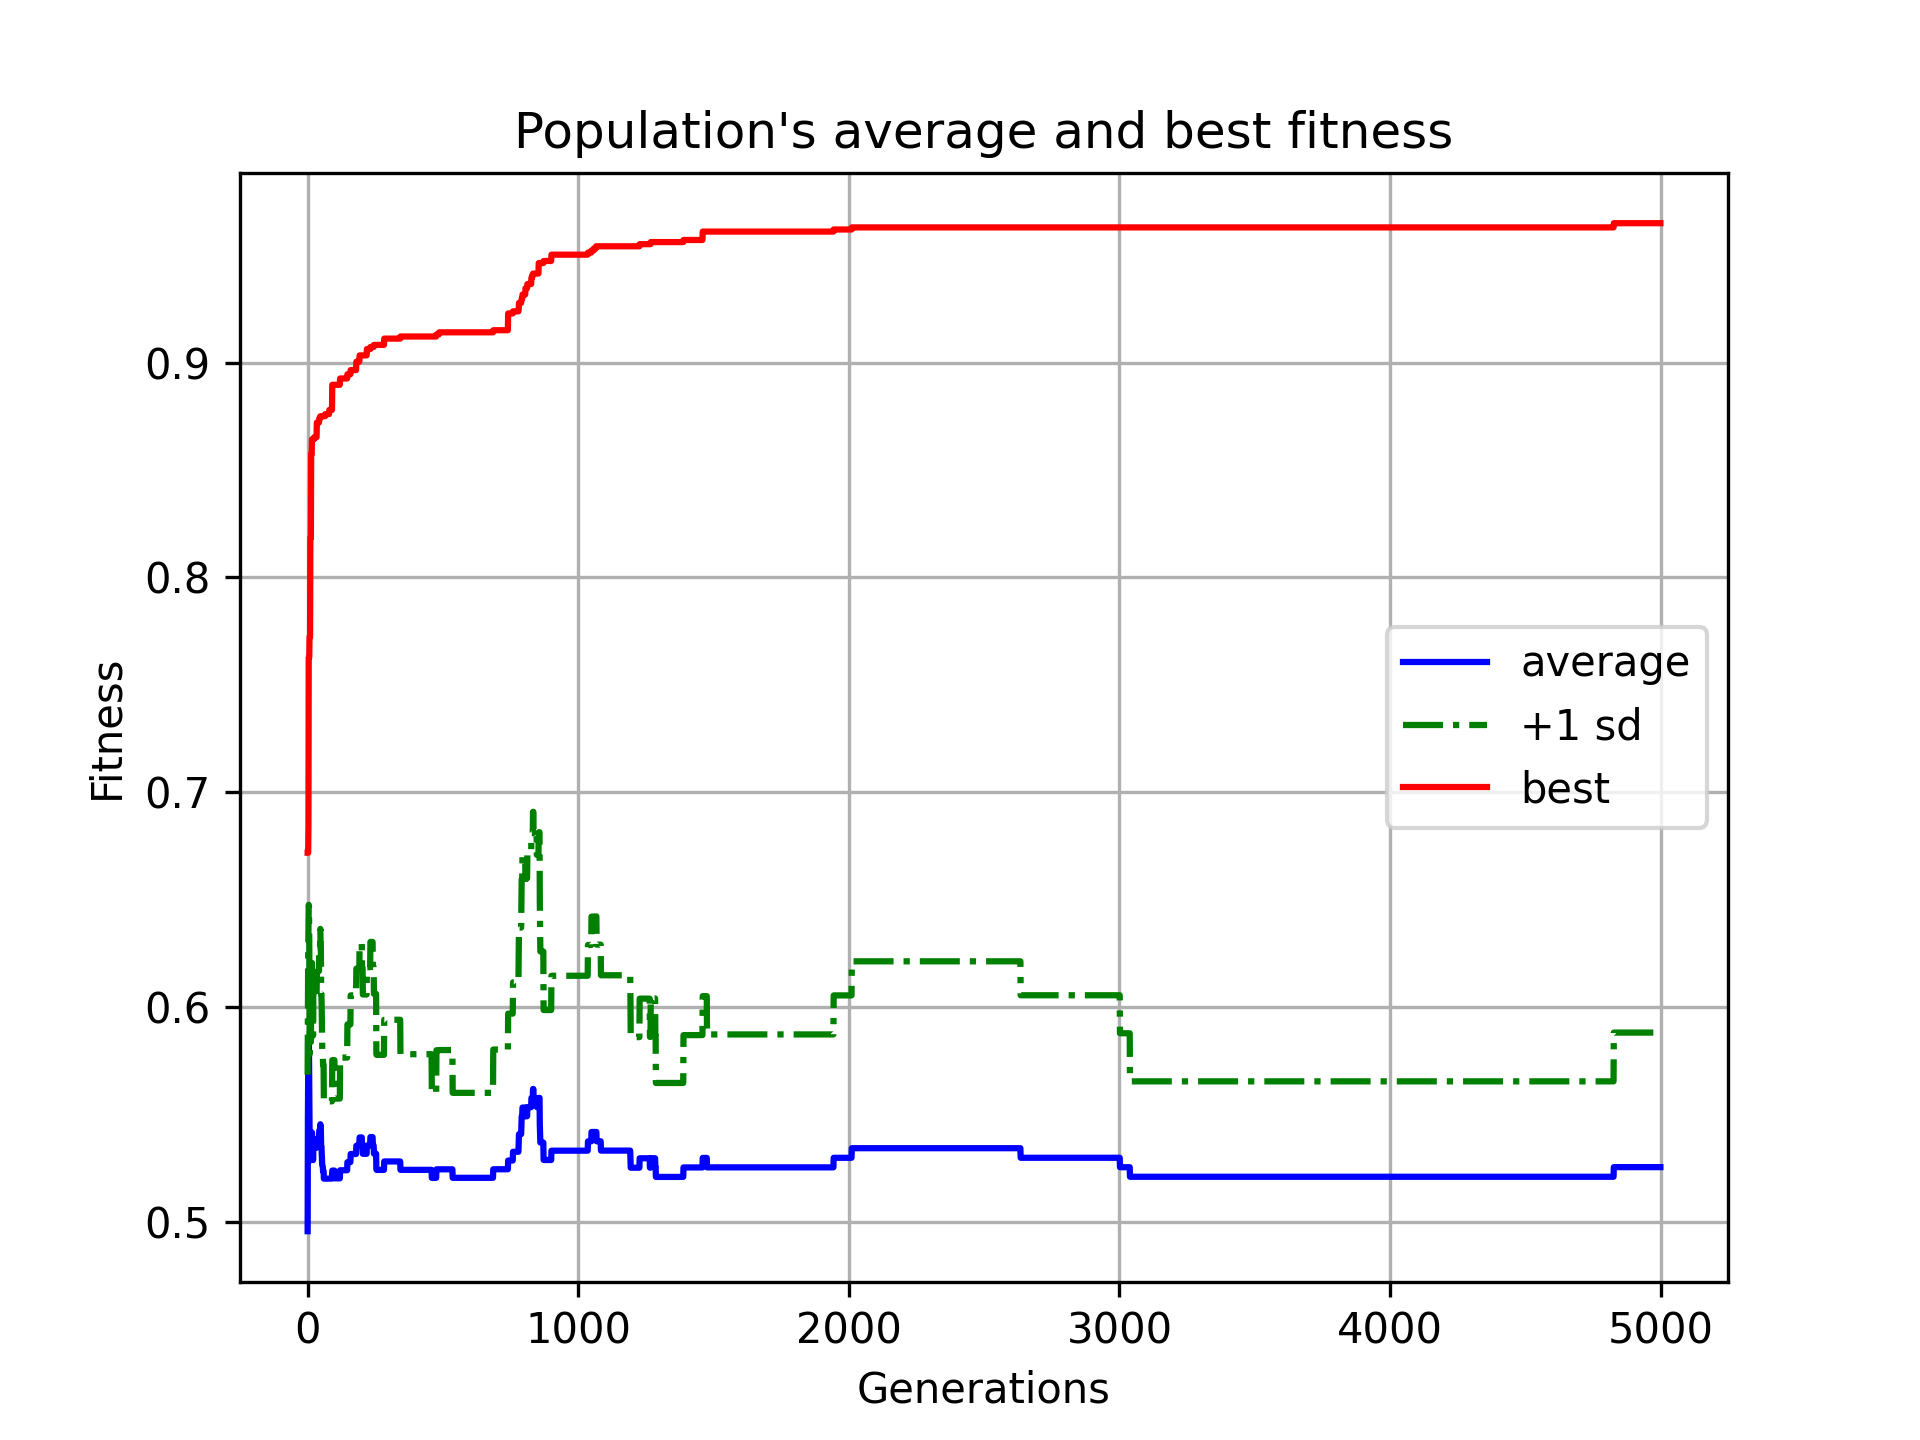 Population's average and best fitness
Fitness
0.9
0.8
0.7
0.6
0.5
average
+1 sd
best
0 1000 2000 3000 4000 5000
Generations